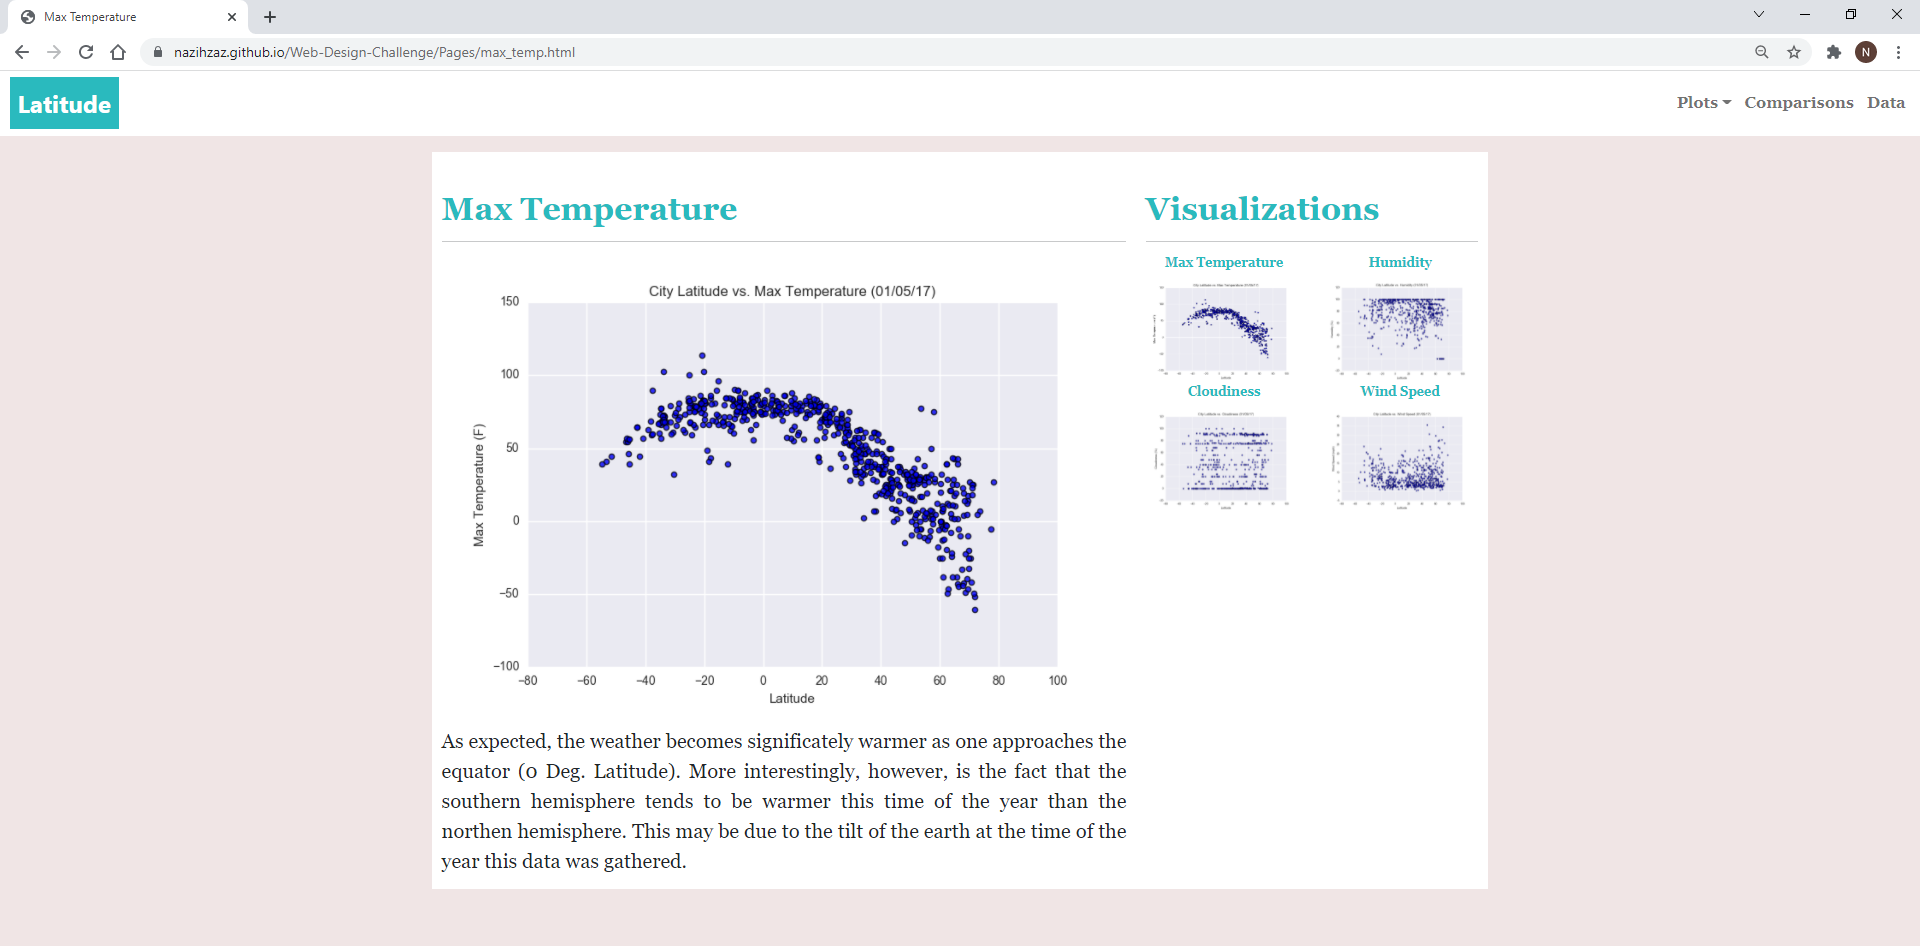 Max Temperature
nazihzaz.github.io/Web-Design-Challenge/Pages/max_temp.html
N
Latitude
Plots Comparisons Data
Max Temperature
Visualizations
City Latitude vs. Max Temperature (01/05/17)
150
100
50
0
−50
−100
Max Temperature (F)
−80 −60 −40 −20 0 20 40 60 80 100
Latitude
As expected, the weather becomes significately warmer as one approaches the
equator (0 Deg. Latitude). More interestingly, however, is the fact that the
southern hemisphere tends to be warmer this time of the year than the
northen hemisphere. This may be due to the tilt of the earth at the time of the
year this data was gathered.
Max Temperature
Humidity
Cloudiness
Wind Speed